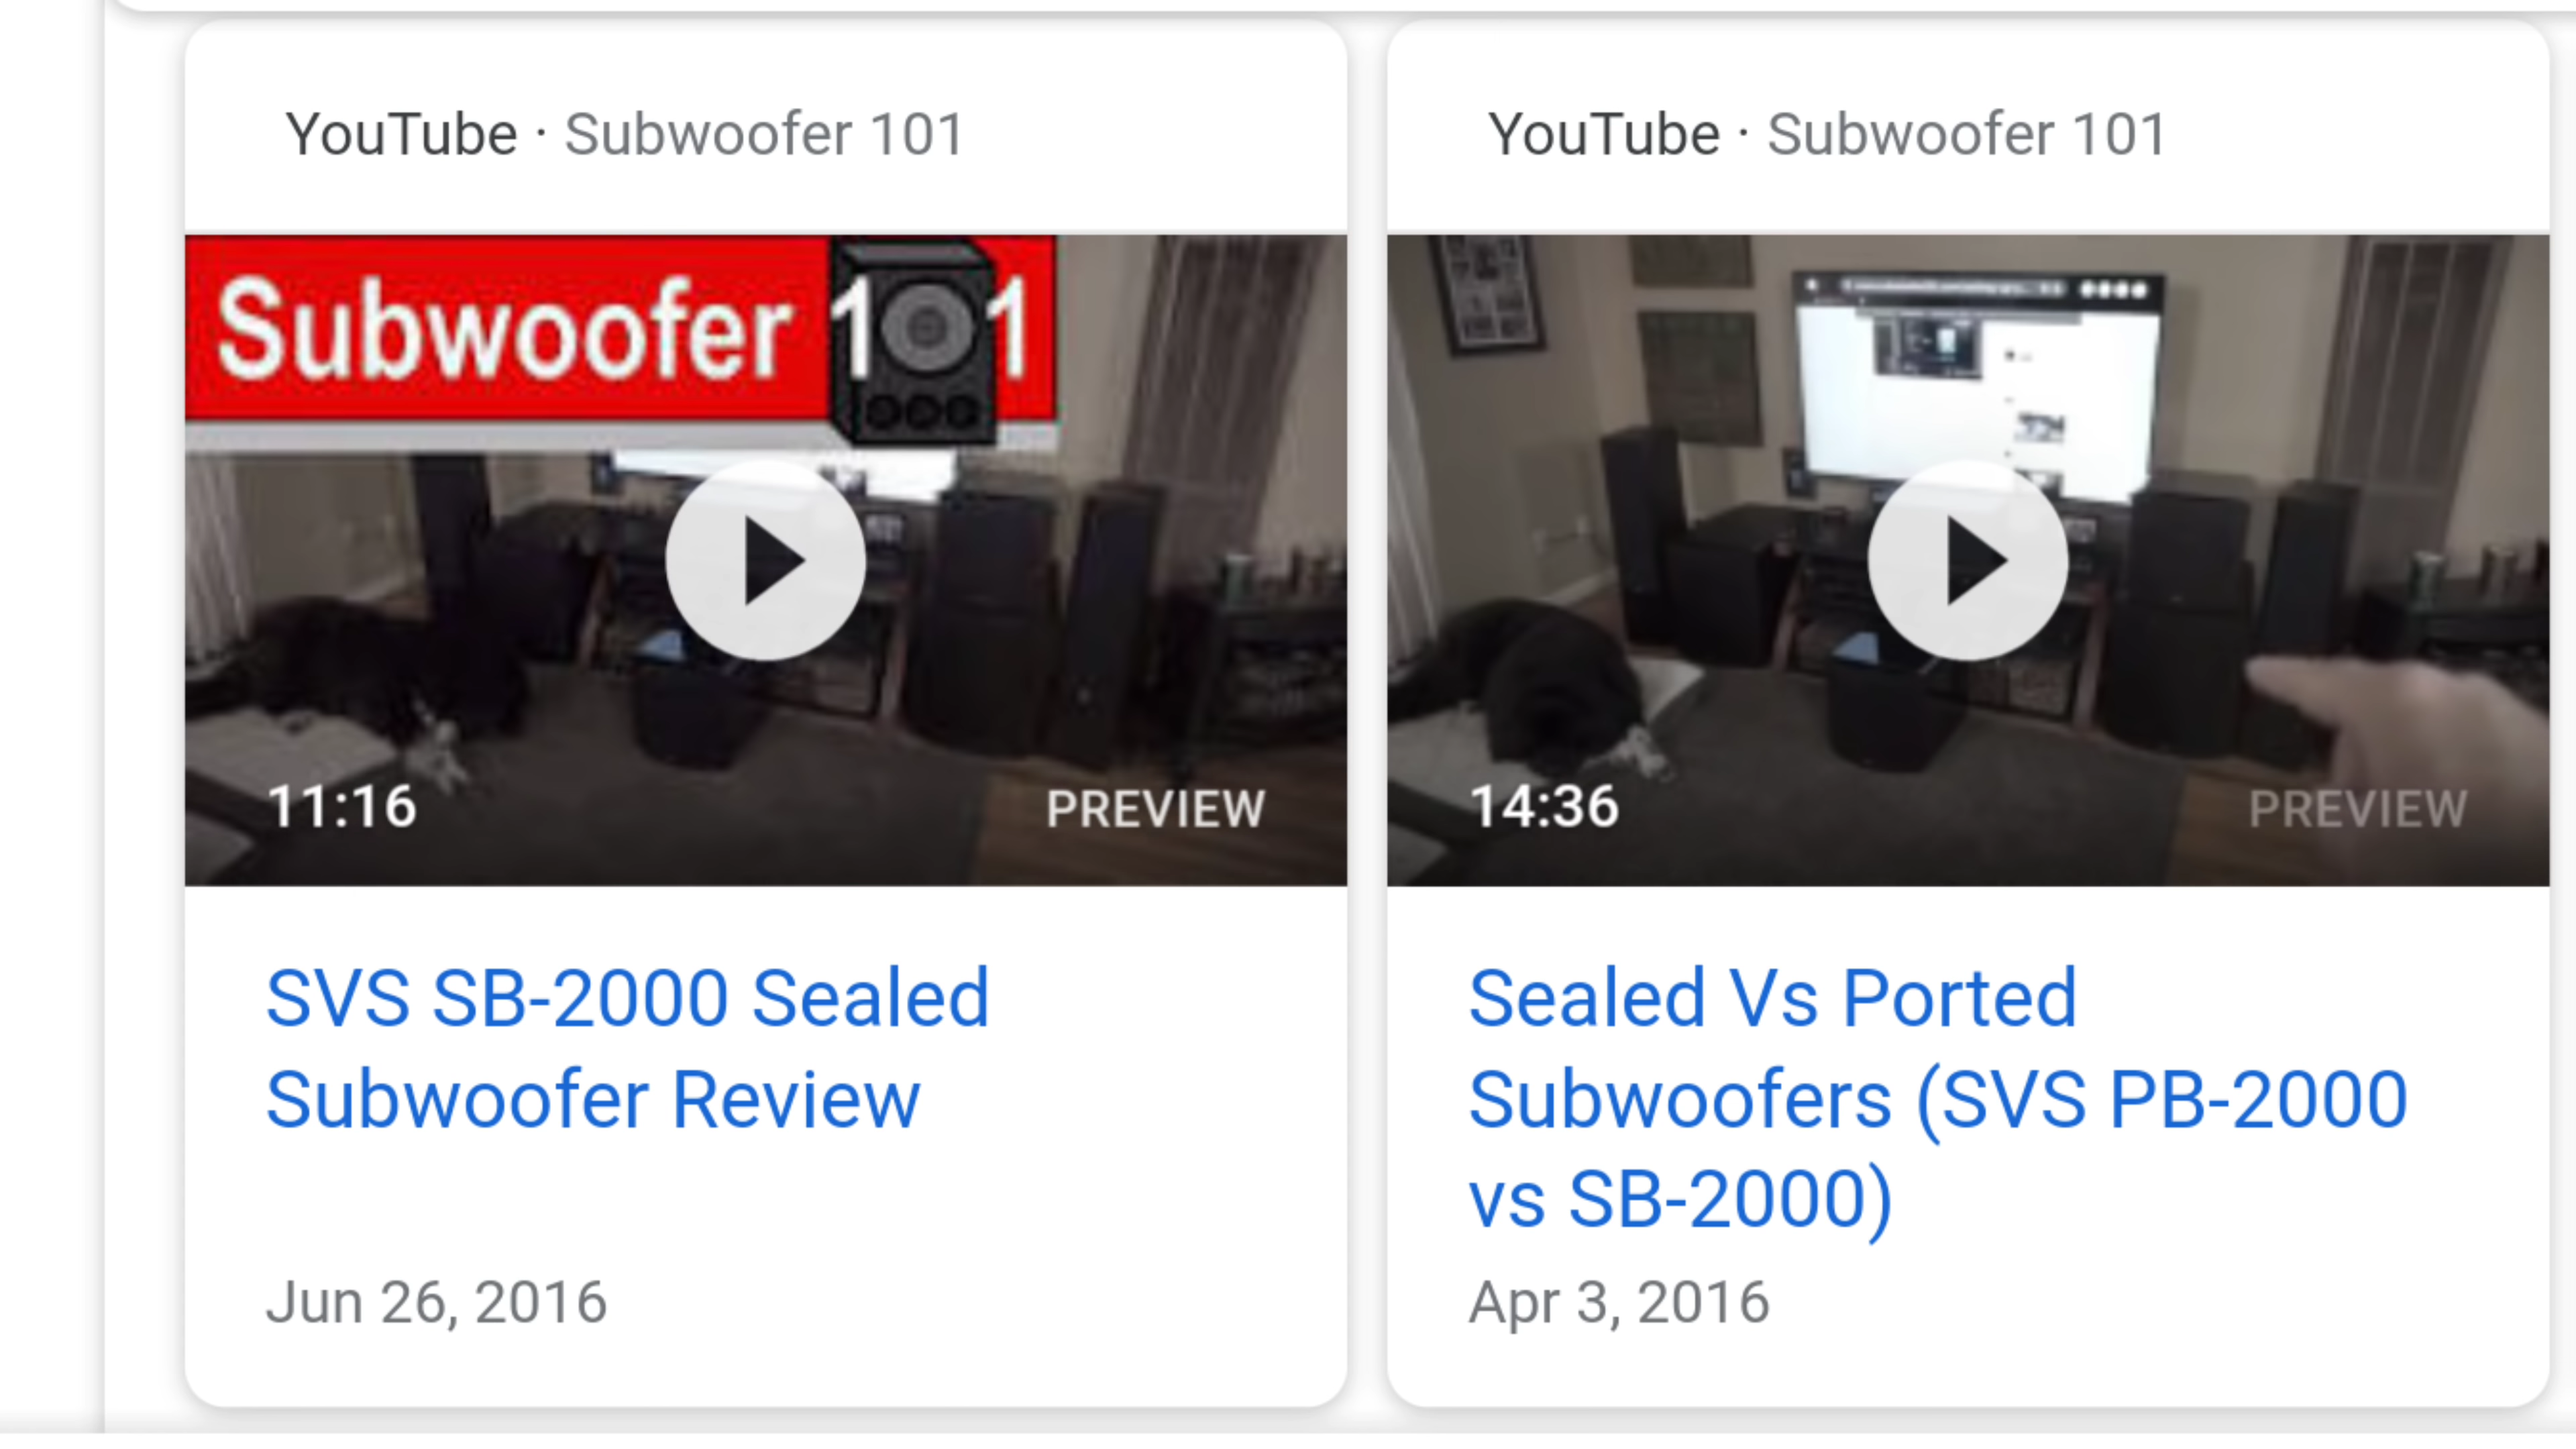 YouTube · Subwoofer 101
Subwoofer 101
11:16
PREVIEW
SVS SB-2000 Sealed
Subwoofer Review
Jun 26, 2016
YouTube · Subwoofer 101
14:36
PREVIEW
Sealed Vs Ported
Subwoofers (SVS PB-2000
vs SB-2000)
Apr 3, 2016